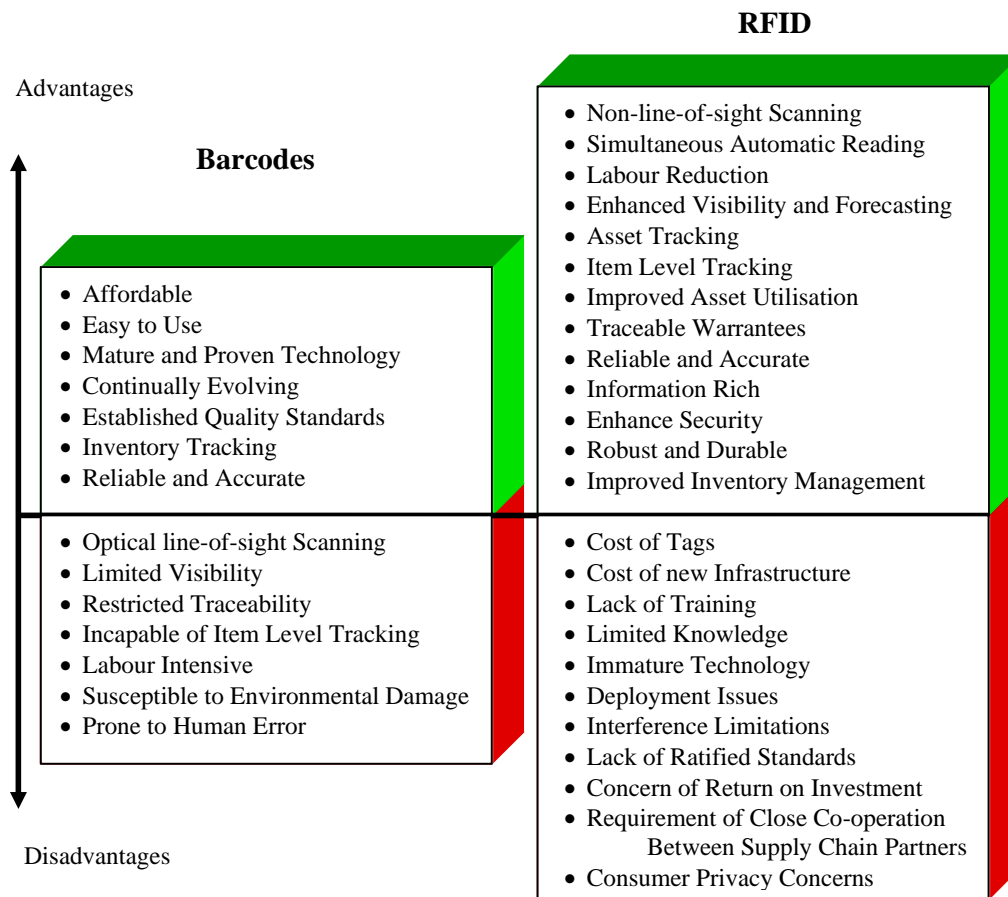 RFID
Advantages
Barcodes
• Non-line-of-sight Scanning
• Simultaneous Automatic Reading
• Labour Reduction
• Enhanced Visibility and Forecasting
• Asset Tracking
• Item Level Tracking
• Improved Asset Utilisation
• Traceable Warrantees
• Reliable and Accurate
• Information Rich
• Enhance Security
• Robust and Durable
• Improved Inventory Management
• Affordable
• Easy to Use
• Mature and Proven Technology
• Continually Evolving
• Established Quality Standards
• Inventory Tracking
• Reliable and Accurate
• Optical line-of-sight Scanning
• Limited Visibility
• Restricted Traceability
• Incapable of Item Level Tracking
• Labour Intensive
• Susceptible to Environmental Damage
• Prone to Human Error
• Cost of Tags
• Cost of new Infrastructure
• Lack of Training
• Limited Knowledge
• Immature Technology
• Deployment Issues
• Interference Limitations
• Lack of Ratified Standards
• Concern of Return on Investment
• Requirement of Close Co-operation
Between Supply Chain Partners
• Consumer Privacy Concerns
Disadvantages